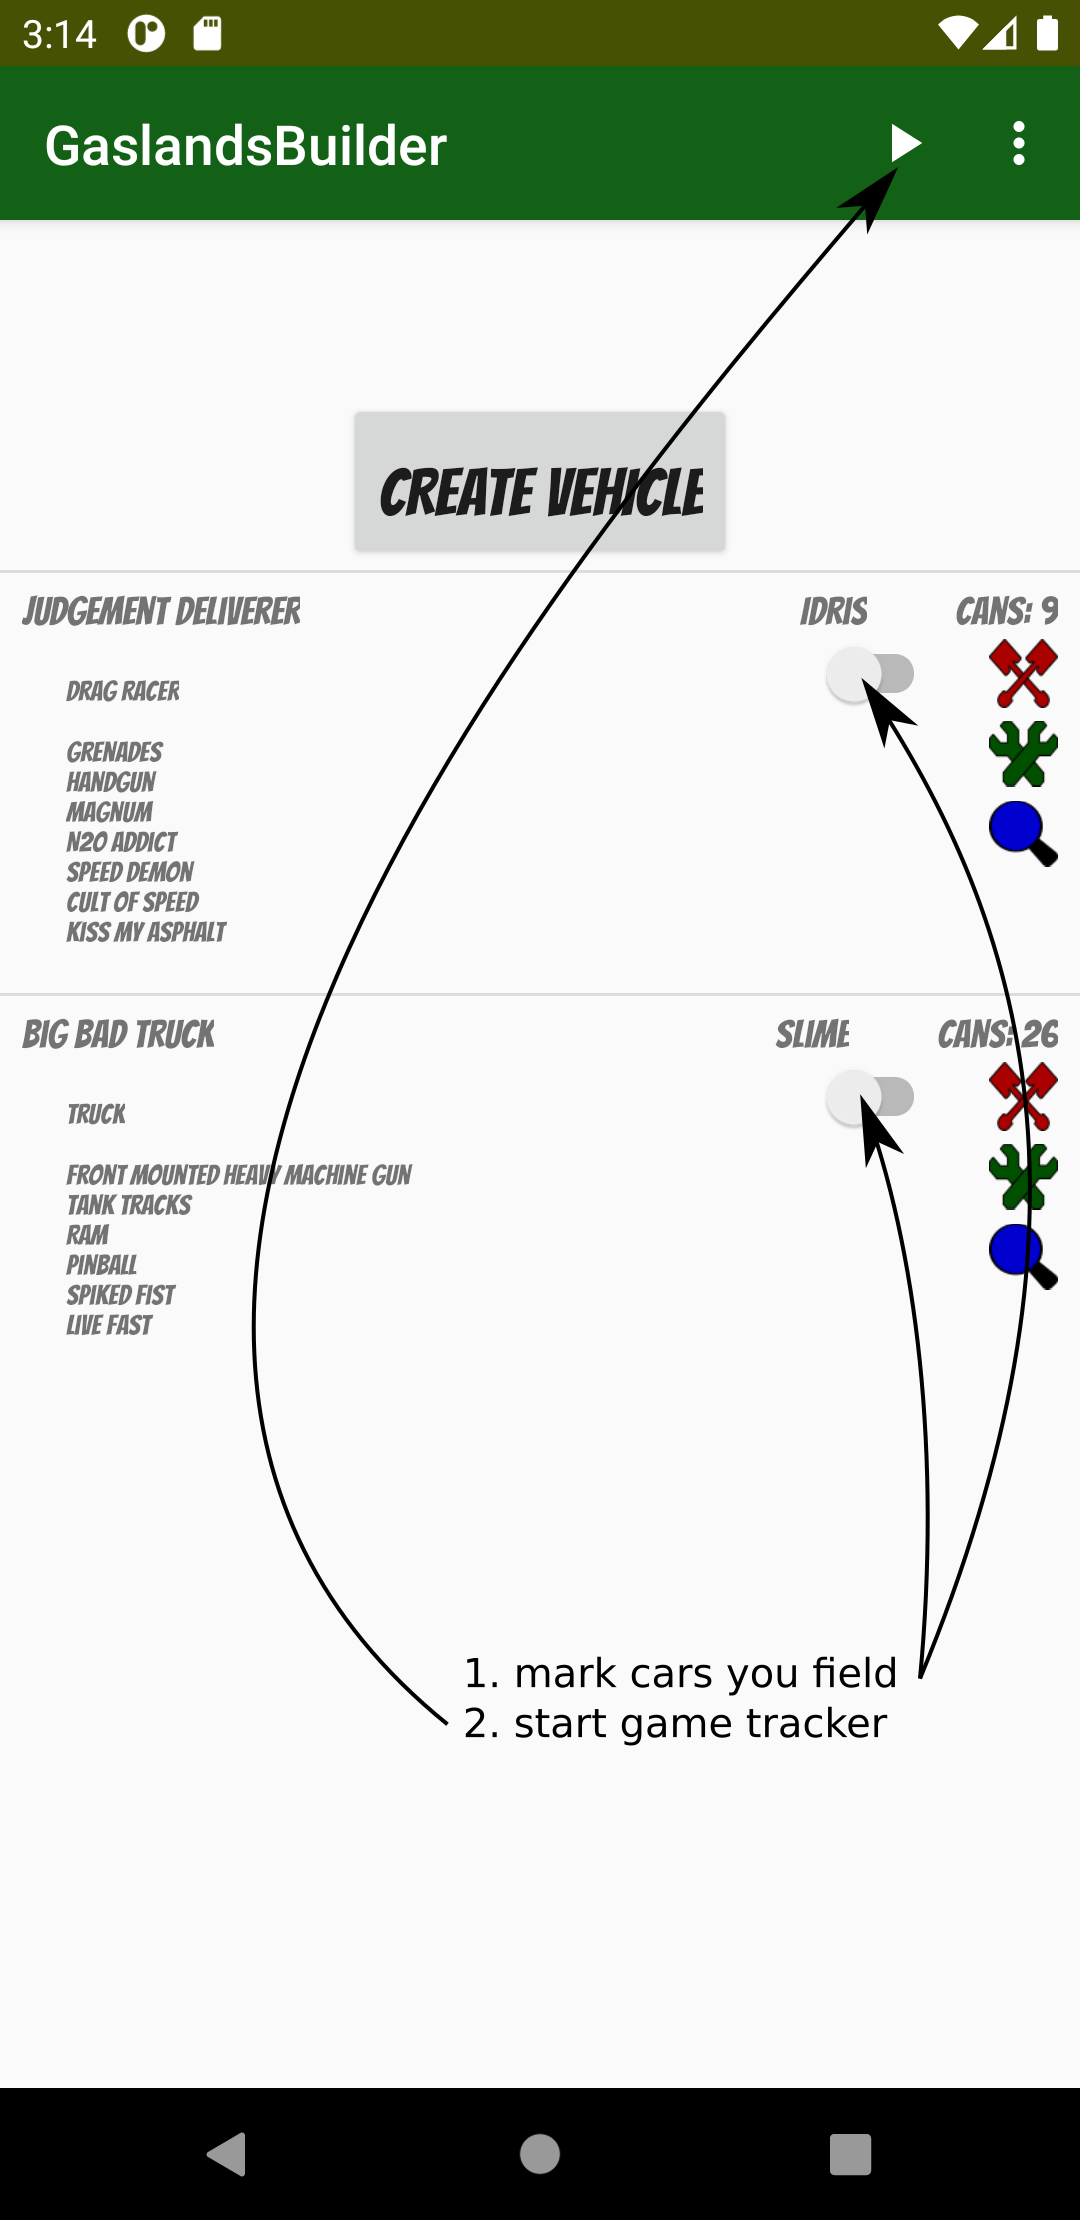 3:14
GaslandsBuilder
CREATE VEHICLE
JUDGEMENT DELIVERER IDRIS CANS: 9
DRAG RACER
GRENADES
HANDGUN
MAGNUM
N2O ADDICT
SPEED DEMON
CULT OF SPEED
KISS MY ASPHALT
BIG BAD TRUCK SLIME CANS: 26
TRUCK
FRONT MOUNTED HEAVY MACHINE GUN
TANK TRACKS
RAM
PINBALL
SPIKED FIST
LIVE FAST
1. mark cars you field
2. start game tracker